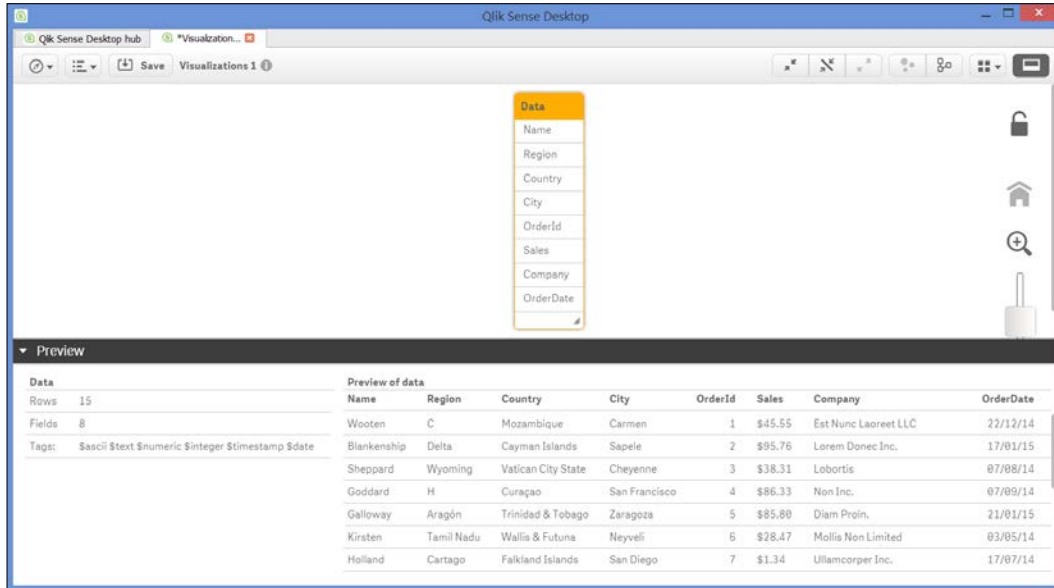 Qlik Sense Desktop
Qlik Sense Desktop hub *Visualization...
Save Visualizations 1
Data
Name
Region
Country
City
OrderId
Sales
Company
OrderDate
Preview
Data
Rows 15
Fields 8
Tags: $ascii $text $numeric $integer $timestamp $date
Preview of data
Name Region Country City OrderId Sales Company OrderDate
Wooten C Mozambique Carmen 1 $45.55 Est Nunc Laoreet LLC 22/12/14
Blankenship Delta Cayman Islands Sapele 2 $95.76 Lorem Donec Inc. 17/01/15
Sheppard Wyoming Vatican City State Cheyenne 3 $38.31 Lobortis 07/08/14
Goddard H Curaçao San Francisco 4 $86.33 Non Inc. 07/09/14
Galloway Aragón Trinidad & Tobago Zaragoza 5 $85.80 Diam Proin. 21/01/15
Kirsten Tamil Nadu Wallis & Futuna Neyveli 6 $28.47 Mollis Non Limited 03/05/14
Holland Cartago Falkland Islands San Diego 7 $1.34 Ullamcorper Inc. 17/07/14